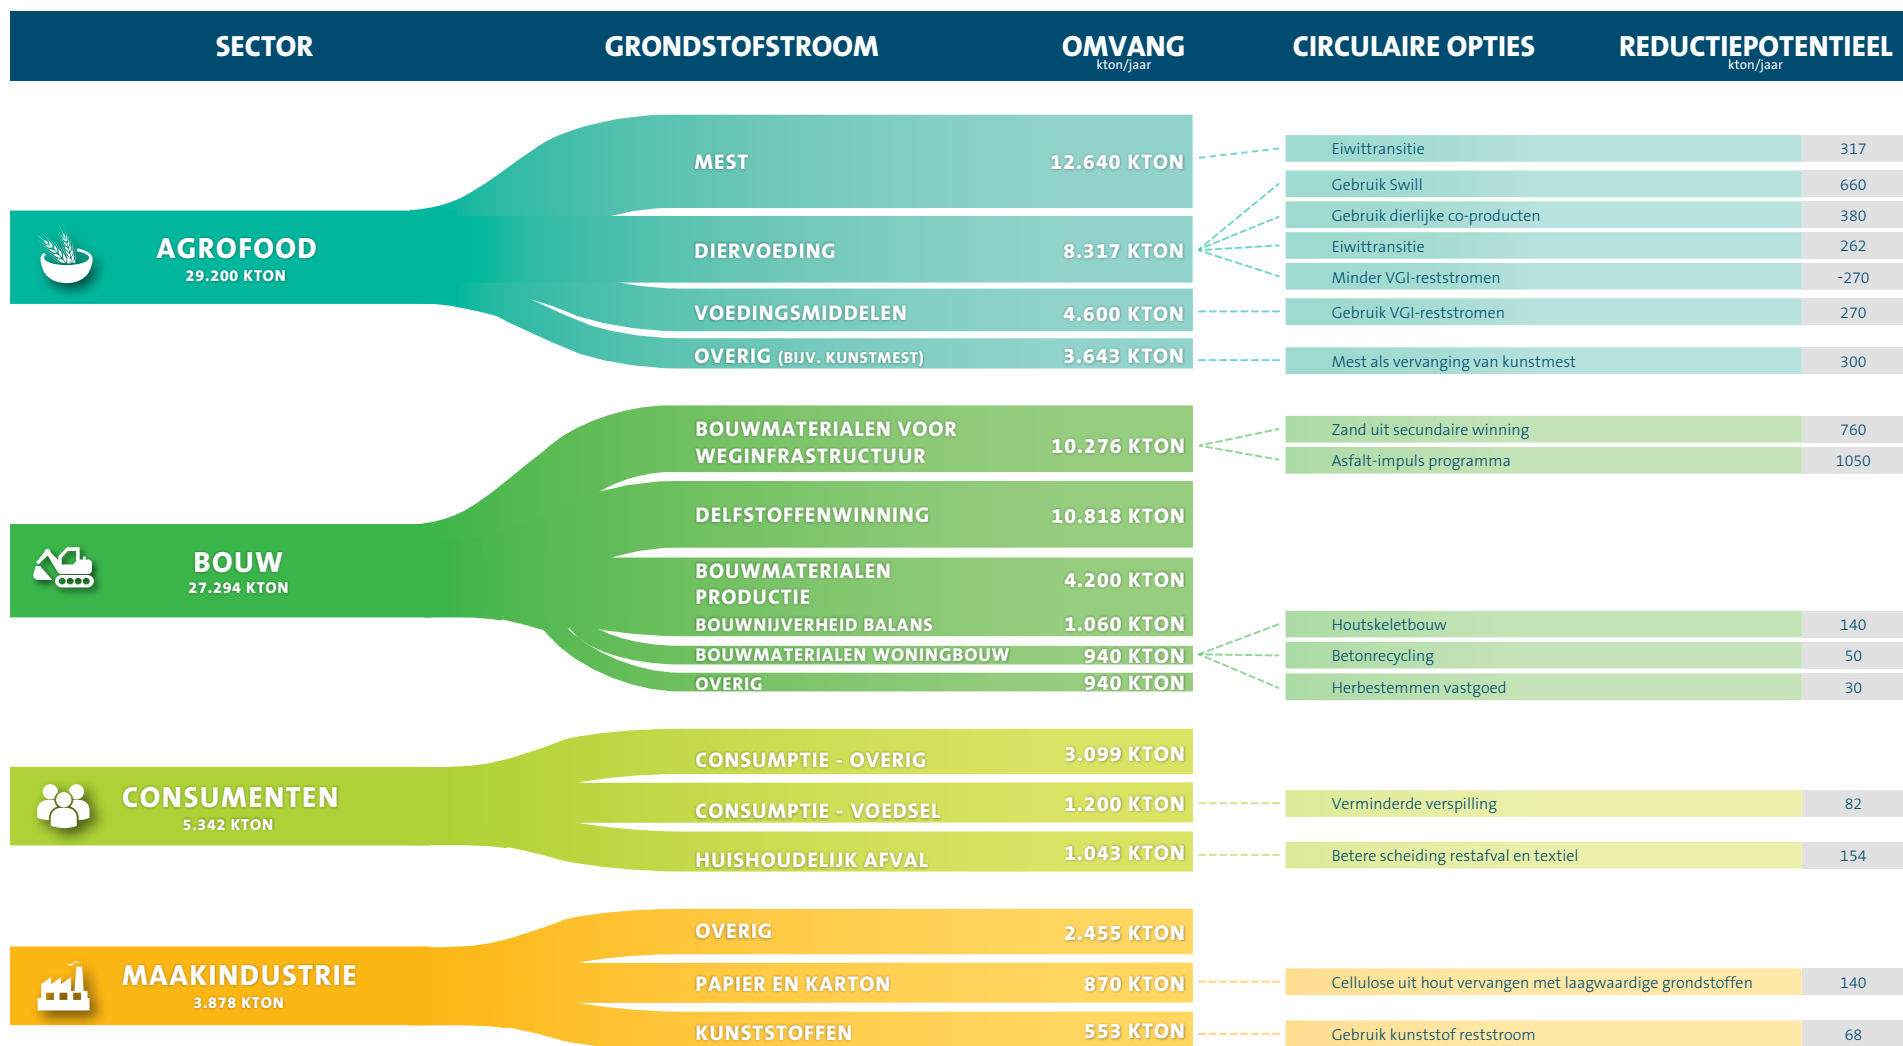 SECTOR
GRONDSTOFSTROOM
OMVANG
kton/jaar
CIRCULAIRE OPTIES
REDUCTIEPOTENTIEEL
kton/jaar
AGROFOOD
29.200 KTON
MEST 12.640 KTON
Eiwittransitie 317
DIERVOEDING 8.317 KTON
Gebruik Swill 660
Gebruik dierlijke co-producten 380
Eiwittransitie 262
Minder VGI-reststromen -270
VOEDINGSMIDDELEN 4.600 KTON
Gebruik VGI-reststromen 270
OVERIG (BIJV. KUNSTMEST) 3.643 KTON
Mest als vervanging van kunstmest 300
BOUW
27.294 KTON
BOUWMATERIALEN VOOR
WEGINFRASTRUCTUUR
10.276 KTON
Zand uit secundaire winning 760
Asfalt-impuls programma 1050
DELFSTOFFENWINNING 10.818 KTON
BOUWMATERIALEN
PRODUCTIE
4.200 KTON
BOUWNIJVERHEID BALANS 1.060 KTON
BOUWMATERIALEN WONINGBOUW 940 KTON
Houtskeletbouw 140
Betonrecycling 50
Herbestemmen vastgoed 30
OVERIG 940 KTON
CONSUMENTEN
5.342 KTON
CONSUMPTIE - OVERIG 3.099 KTON
CONSUMPTIE - VOEDSEL 1.200 KTON
Verminderde verspilling 82
HUISHOUDELIJK AFVAL 1.043 KTON
Betere scheiding restafval en textiel 154
MAAKINDUSTRIE
3.878 KTON
OVERIG 2.455 KTON
PAPIER EN KARTON 870 KTON
Cellulose uit hout vervangen met laagwaardige grondstoffen 140
KUNSTSTOFFEN 553 KTON
Gebruik kunststof reststroom 68